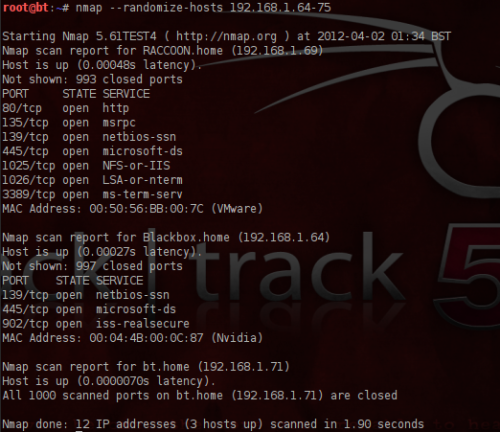 root@bt:~# nmap --randomize-hosts 192.168.1.64-75

Starting Nmap 5.61TEST4 ( http://nmap.org ) at 2012-04-02 01:34 BST
Nmap scan report for RACCOON.home (192.168.1.69)
Host is up (0.00048s latency).
Not shown: 993 closed ports
PORT     STATE SERVICE
80/tcp   open  http
135/tcp  open  msrpc
139/tcp  open  netbios-ssn
445/tcp  open  microsoft-ds
1025/tcp open  NFS-or-IIS
1026/tcp open  LSA-or-nterm
3389/tcp open  ms-term-serv
MAC Address: 00:50:56:BB:00:7C (VMware)

Nmap scan report for Blackbox.home (192.168.1.64)
Host is up (0.00027s latency).
Not shown: 997 closed ports
PORT    STATE SERVICE
139/tcp open  netbios-ssn
445/tcp open  microsoft-ds
902/tcp open  iss-realsecure
MAC Address: 00:04:4B:00:0C:87 (Nvidia)

Nmap scan report for bt.home (192.168.1.71)
Host is up (0.0000070s latency).
All 1000 scanned ports on bt.home (192.168.1.71) are closed

Nmap done: 12 IP addresses (3 hosts up) scanned in 1.90 seconds
ck | track 5